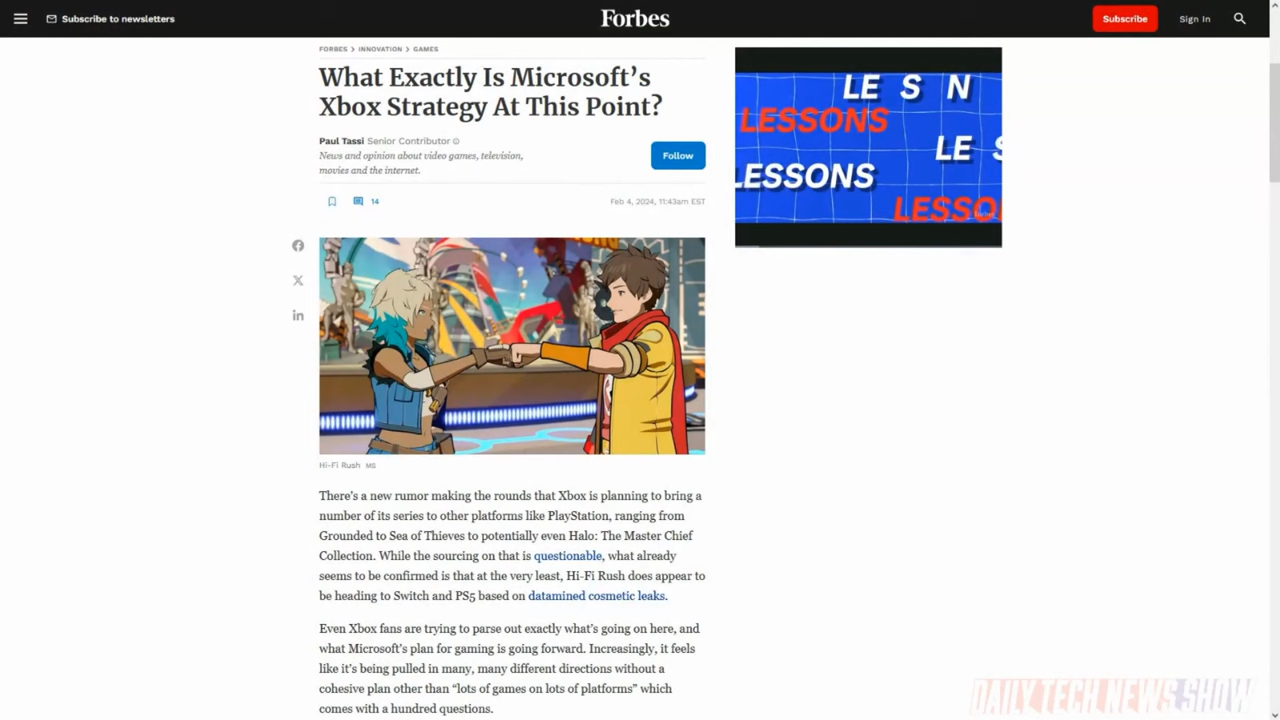 Subscribe to newsletters
Forbes
Subscribe
Sign In
FORBES > INNOVATION > GAMES
What Exactly Is Microsoft's
Xbox Strategy At This Point?
Paul Tassi Senior Contributor
News and opinion about video games, television,
movies and the internet.
Follow
14
Feb 4, 2024, 11:43am EST
LE S N
LESSONS
LE S
LESSONS
LESSO
Hi-Fi Rush MS
There's a new rumor making the rounds that Xbox is planning to bring a
number of its series to other platforms like PlayStation, ranging from
Grounded to Sea of Thieves to potentially even Halo: The Master Chief
Collection. While the sourcing on that is questionable, what already
seems to be confirmed is that at the very least, Hi-Fi Rush does appear to
be heading to Switch and PS5 based on datamined cosmetic leaks.
Even Xbox fans are trying to parse out exactly what's going on here, and
what Microsoft's plan for gaming is going forward. Increasingly, it feels
like it's being pulled in many, many different directions without a
cohesive plan other than “lots of games on lots of platforms” which
comes with a hundred questions.
DAILY TECH NEWS SHOW